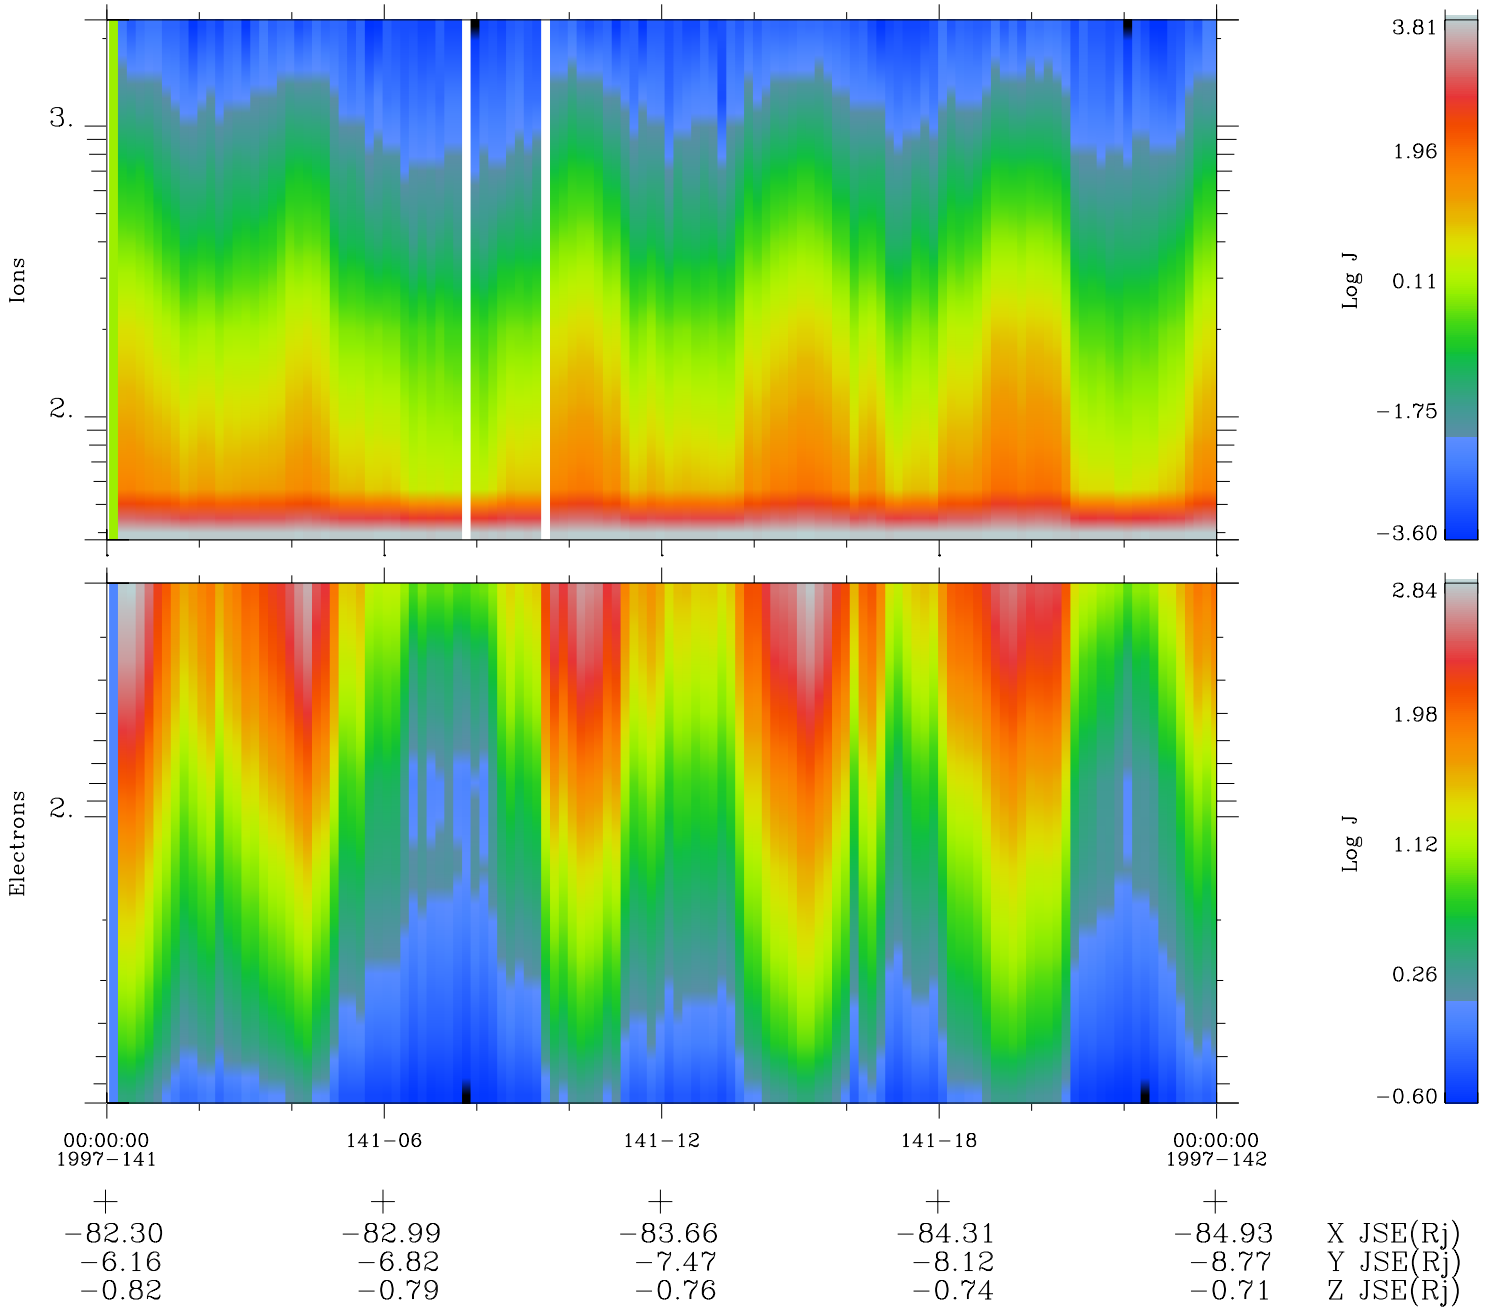 3.
2.
Ions
3.81
1.96
0.11
−1.75
−3.60
Log J
2.
Electrons
2.84
1.98
1.12
0.26
−0.60
Log J
00:00:00 141−06 141−12 141−18 00:00:00
1997−141 1997−142
−82.30 −82.99 −83.66 −84.31 −84.93 X JSE(Rj)
−6.16 −6.82 −7.47 −8.12 −8.77 Y JSE(Rj)
−0.82 −0.79 −0.76 −0.74 −0.71 Z JSE(Rj)